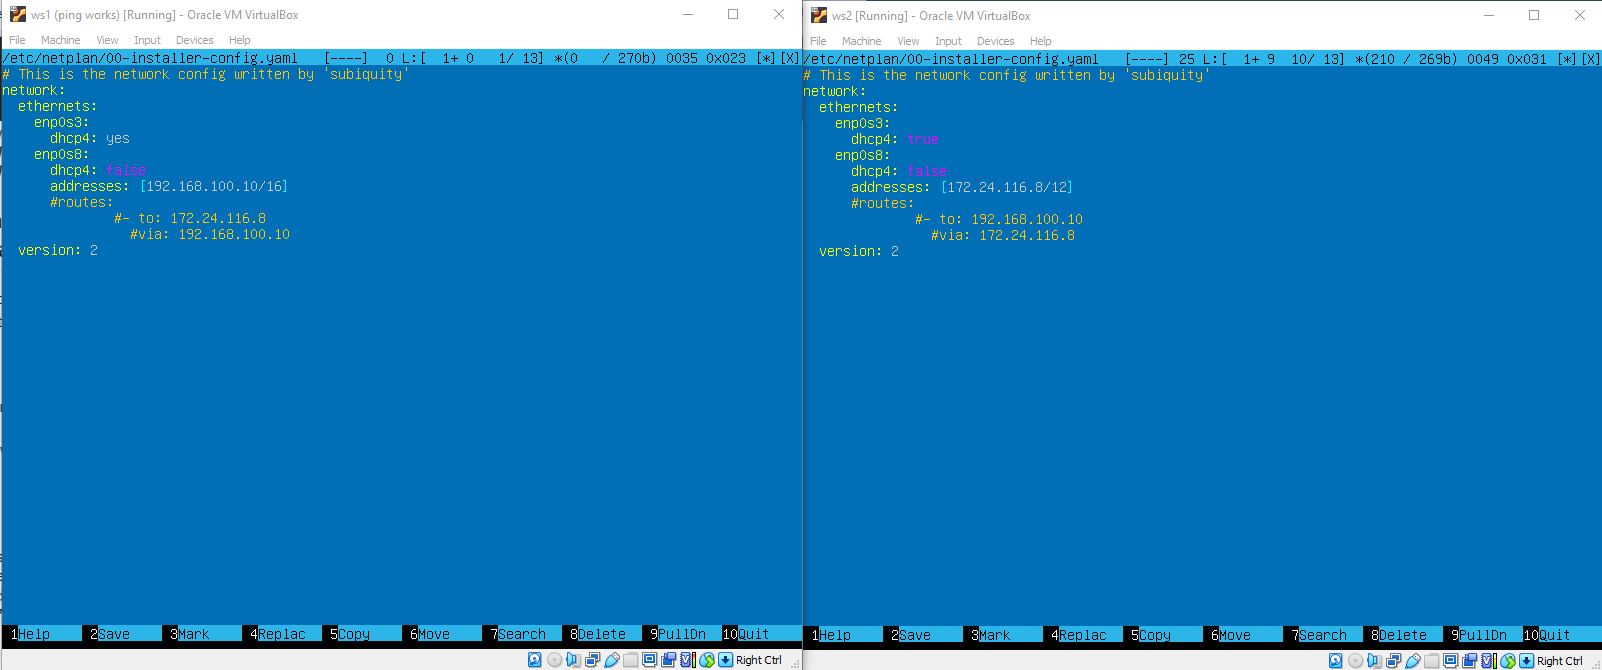 ws1 (ping works) [Running] - Oracle VM VirtualBox
File Machine View Input Devices Help
/etc/netplan/00-installer-config.yaml [----] 0 L:[ 1+ 0 1/ 13] *(0 / 270b) 0035 0x023 [*][X]
# This is the network config written by 'subiquity'
network:
  ethernets:
    enp0s3:
      dhcp4: yes
    enp0s8:
      dhcp4: false
      addresses: [192.168.100.10/16]
      #routes:
              #- to: 172.24.116.8
                #via: 192.168.100.10
  version: 2
1Help 2Save 3Mark 4Replac 5Copy 6Move 7Search 8Delete 9PullDn 10Quit
Right Ctrl
ws2 [Running] - Oracle VM VirtualBox
File Machine View Input Devices Help
/etc/netplan/00-installer-config.yaml [----] 25 L:[ 1+ 9 10/ 13] *(210 / 269b) 0049 0x031 [*][X]
# This is the network config written by 'subiquity'
network:
  ethernets:
    enp0s3:
      dhcp4: true
    enp0s8:
      dhcp4: false
      addresses: [172.24.116.8/12]
      #routes:
              #- to: 192.168.100.10
                #via: 172.24.116.8
  version: 2
1Help 2Save 3Mark 4Replac 5Copy 6Move 7Search 8Delete 9PullDn 10Quit
Right Ctrl